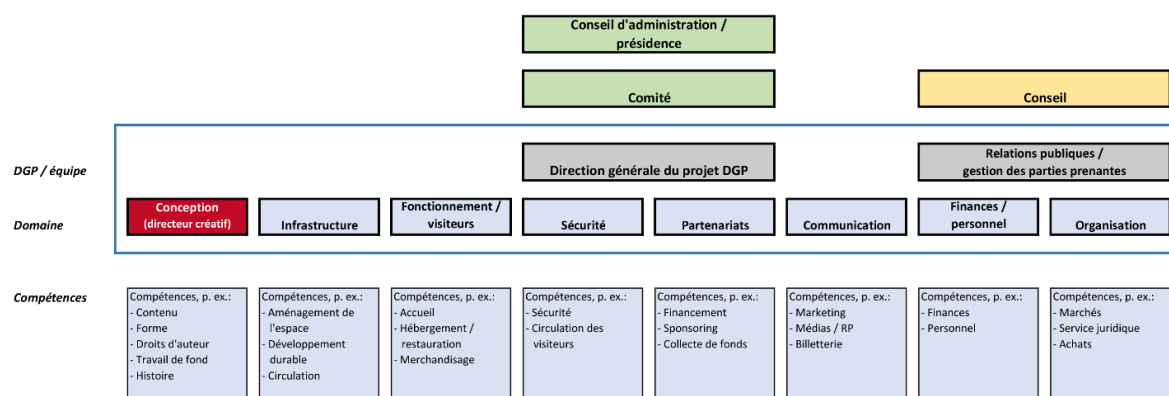 Conseil d'administration /
présidence
Comité
Conseil
DGP / équipe
Direction générale du projet DGP
Relations publiques /
gestion des parties prenantes
Domaine
Conception
(directeur créatif)
Infrastructure
Fonctionnement /
visiteurs
Sécurité
Partenariats
Communication
Finances /
personnel
Organisation
Compétences
Compétences, p. ex.:
- Contenu
- Forme
- Droits d'auteur
- Travail de fond
- Histoire
Compétences, p. ex.:
- Aménagement de
l'espace
- Développement
durable
- Circulation
Compétences, p. ex.:
- Accueil
- Hébergement /
restauration
- Merchandisage
Compétences, p. ex.:
- Sécurité
- Circulation des
visiteurs
Compétences, p. ex.:
- Financement
- Sponsoring
- Collecte de fonds
Compétences, p. ex.:
- Marketing
- Médias / RP
- Billetterie
Compétences, p. ex.:
- Finances
- Personnel
Compétences, p. ex.:
- Marchés
- Service juridique
- Achats